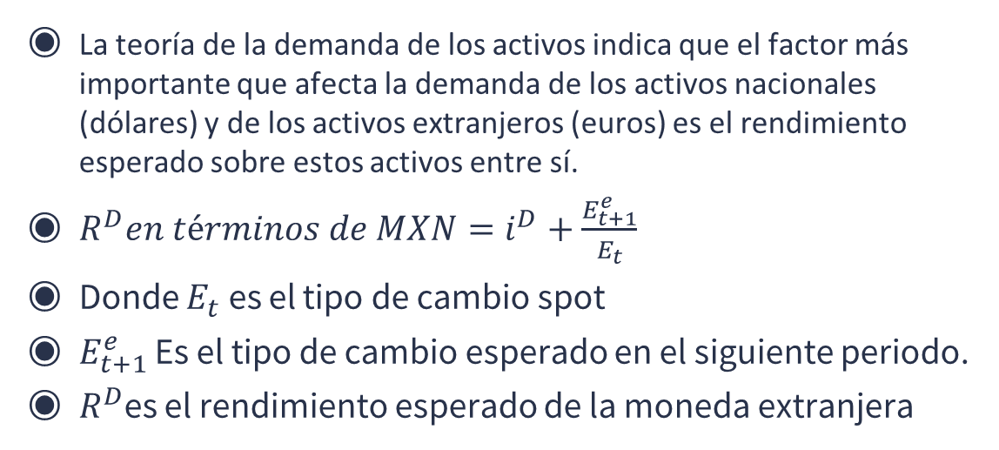 La teoría de la demanda de los activos indica que el factor más
importante que afecta la demanda de los activos nacionales
(dólares) y de los activos extranjeros (euros) es el rendimiento
esperado sobre estos activos entre sí.
$R^D en términos de MXN = i^D + \frac{E^e_{t+1}}{E_t}$
Donde $E_t$ es el tipo de cambio spot
$E^e_{t+1}$ Es el tipo de cambio esperado en el siguiente periodo.
$R^D$ es el rendimiento esperado de la moneda extranjera